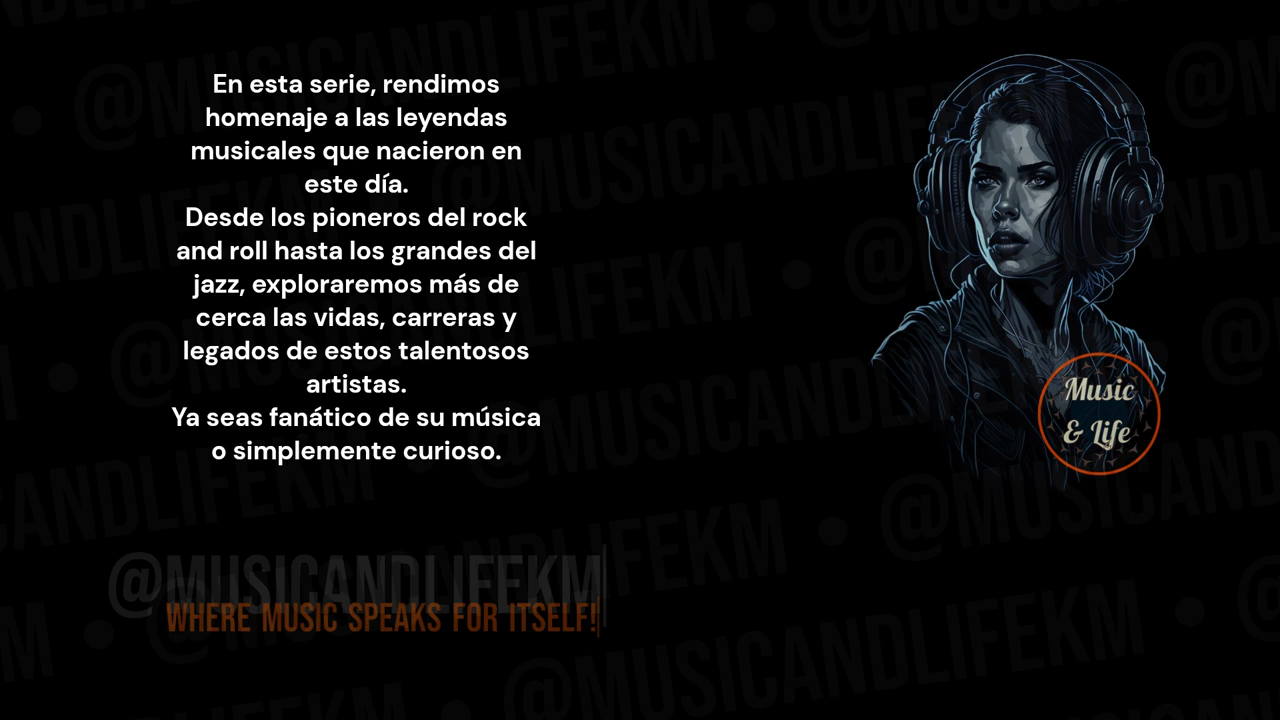 En esta serie, rendimos
homenaje a las leyendas
musicales que nacieron en
este día.
Desde los pioneros del rock
and roll hasta los grandes del
jazz, exploraremos más de
cerca las vidas, carreras y
legados de estos talentosos
artistas.
Ya seas fanático de su música
o simplemente curioso.
Music
& Life
@MUSICANDLIFEKM
WHERE MUSIC SPEAKS FOR ITSELF!